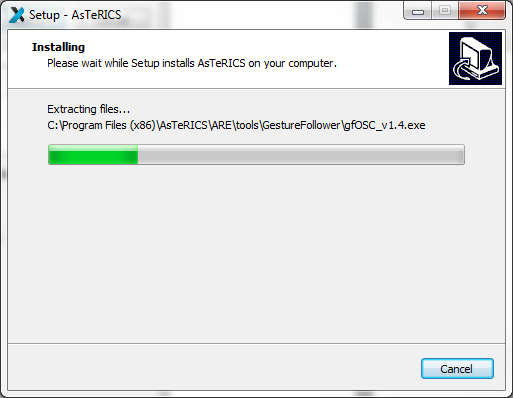 Setup - AsTeRICS
Installing
Please wait while Setup installs AsTeRICS on your computer.
Extracting files...
C:\Program Files (x86)\AsTeRICS\ARE\tools\GestureFollower\gfOSC_v1.4.exe
Cancel